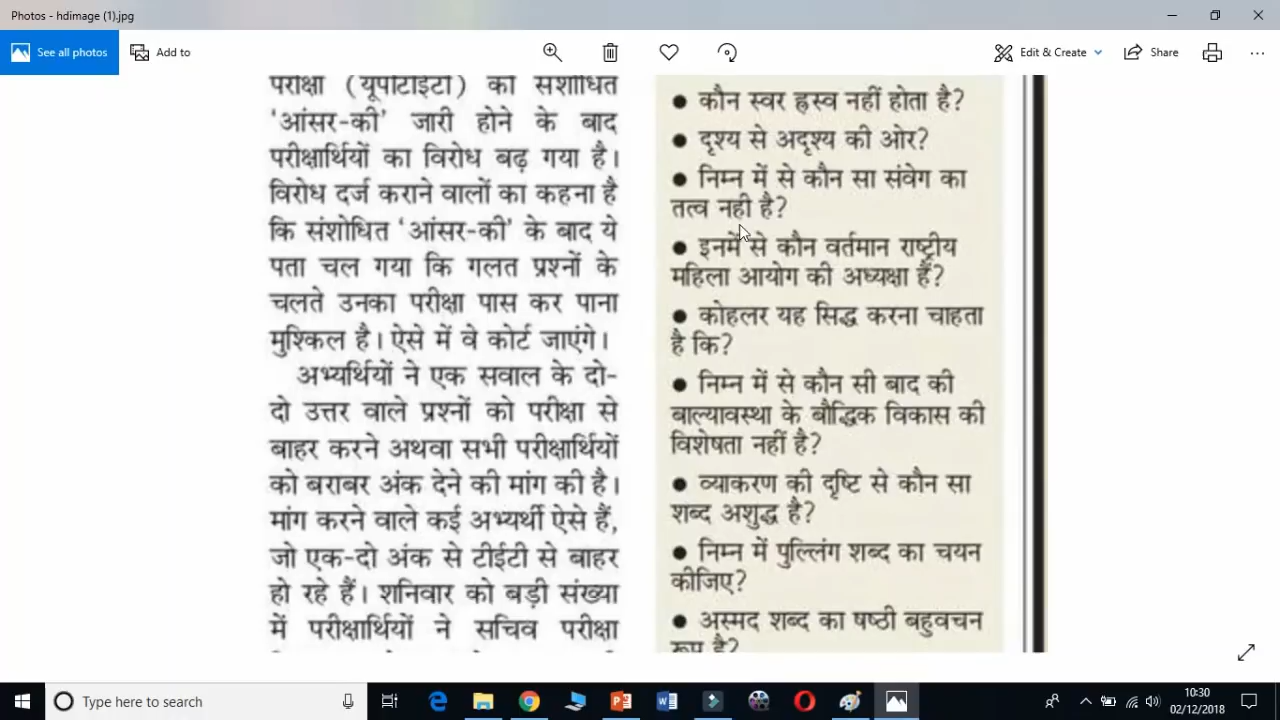 Photos - hdimage (1).jpg
See all photos
Add to
Edit & Create
Share
परीक्षा (यूपीटीईटी) की संशोधित
‘आंसर-की’ जारी होने के बाद
परीक्षार्थियों का विरोध बढ़ गया है।
विरोध दर्ज कराने वालों का कहना है
कि संशोधित ‘आंसर-की’ के बाद ये
पता चल गया कि गलत प्रश्नों के
चलते उनका परीक्षा पास कर पाना
मुश्किल है। ऐसे में वे कोर्ट जाएंगे।
अभ्यर्थियों ने एक सवाल के दो-
दो उत्तर वाले प्रश्नों को परीक्षा से
बाहर करने अथवा सभी परीक्षार्थियों
को बराबर अंक देने की मांग की है।
मांग करने वाले कई अभ्यर्थी ऐसे हैं,
जो एक-दो अंक से टीईटी से बाहर
हो रहे हैं। शनिवार को बड़ी संख्या
में परीक्षार्थियों ने सचिव परीक्षा
● कौन स्वर ह्रस्व नहीं होता है?
● दृश्य से अदृश्य की ओर?
● निम्न में से कौन सा संवेग का
तत्व नही है?
● इनमें से कौन वर्तमान राष्ट्रीय
महिला आयोग की अध्यक्षा हैं?
● कोहलर यह सिद्ध करना चाहता
है कि?
● निम्न में से कौन सी बाद की
बाल्यावस्था के बौद्धिक विकास की
विशेषता नहीं है?
● व्याकरण की दृष्टि से कौन सा
शब्द अशुद्ध है?
● निम्न में पुल्लिंग शब्द का चयन
कीजिए?
● अस्मद शब्द का षष्ठी बहुवचन
रूप है?
Type here to search
10:30
02/12/2018